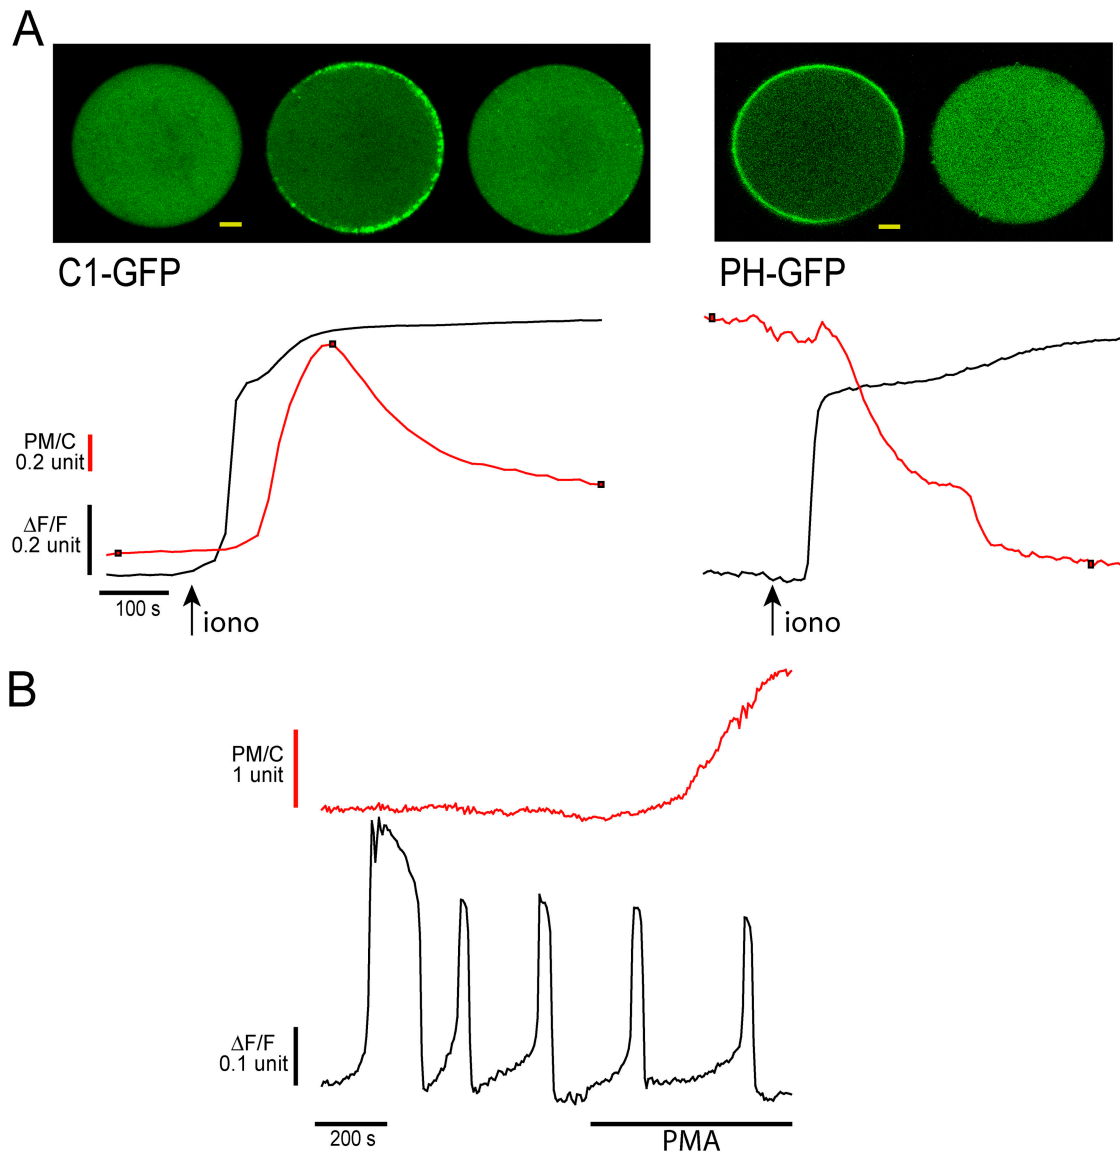 A
C1-GFP
PH-GFP
PM/C
0.2 unit
ΔF/F
0.2 unit
100 s
iono
iono
B
PM/C
1 unit
ΔF/F
0.1 unit
200 s
PMA